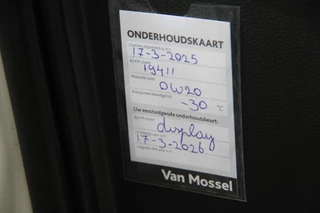 ONDERHOUDSKAART
17-3-2025
19411
0W20
-30 °C
Uw eerstvolgende onderhoudsbeurt:
display
17-3-2026
Van Mossel